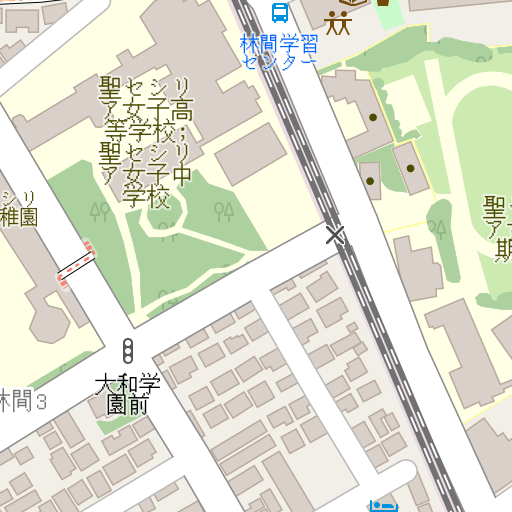 林間学習
センター
聖セシリ
ア女子高
等学校;
聖セシリ
ア女子中
学校
シリ
稚園
聖シ
ア
期
大和学
園前
林間3